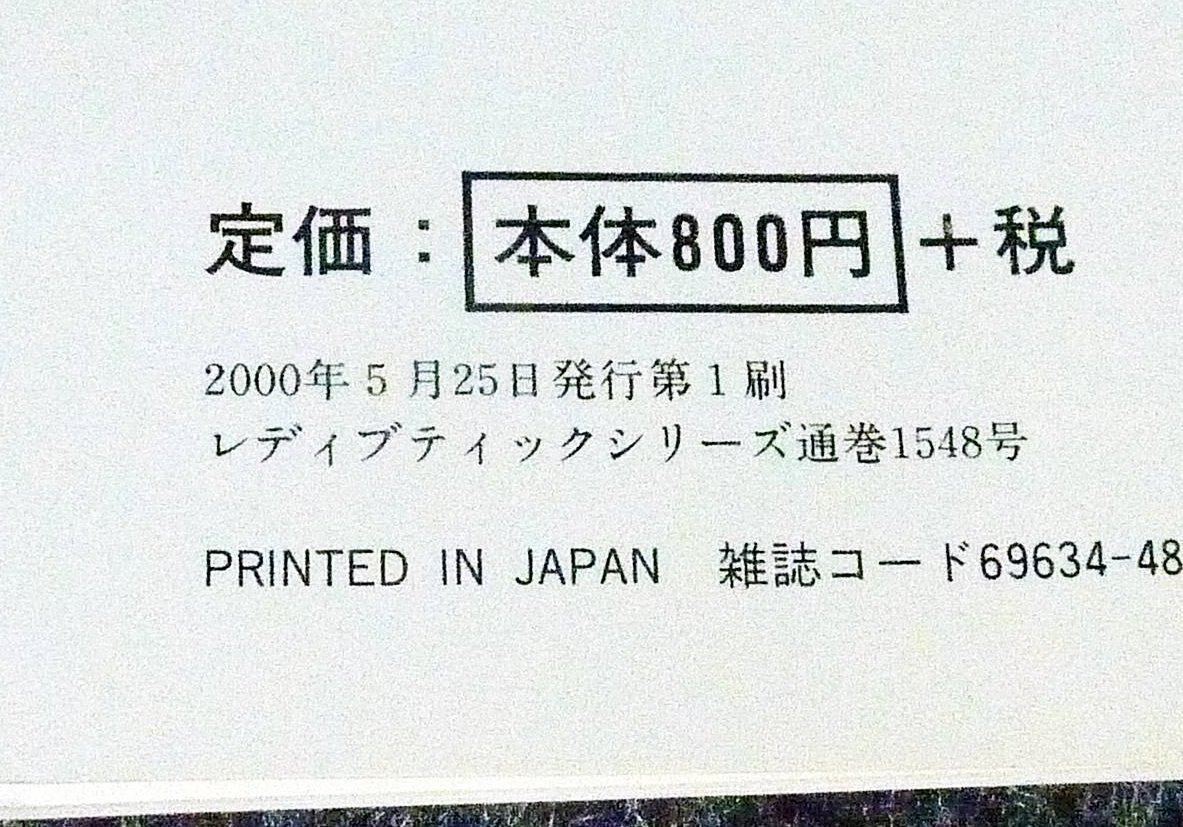 定価：本体800円＋税
2000年5月25日発行第1刷
レディブティックシリーズ通巻1548号
PRINTED IN JAPAN 雑誌コード69634-48